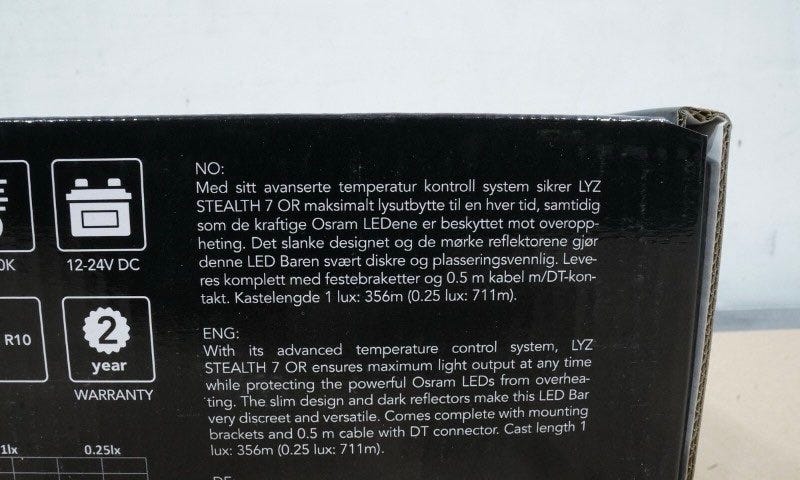 0K
12-24V DC
R10
2
year
WARRANTY
1lx
0.25lx
NO:
Med sitt avanserte temperatur kontroll system sikrer LYZ
STEALTH 7 OR maksimalt lysutbytte til en hver tid, samtidig
som de kraftige Osram LEDene er beskyttet mot overopp-
heting. Det slanke designet og de mørke reflektorene gjør
denne LED Baren svært diskre og plasseringsvennlig. Leve-
res komplett med festebraketter og 0.5 m kabel m/DT-kon-
takt. Kastelengde 1 lux: 356m (0.25 lux: 711m).
ENG:
With its advanced temperature control system, LYZ
STEALTH 7 OR ensures maximum light output at any time
while protecting the powerful Osram LEDs from overhea-
ting. The slim design and dark reflectors make this LED Bar
very discreet and versatile. Comes complete with mounting
brackets and 0.5 m cable with DT connector. Cast length 1
lux: 356m (0.25 lux: 711m).